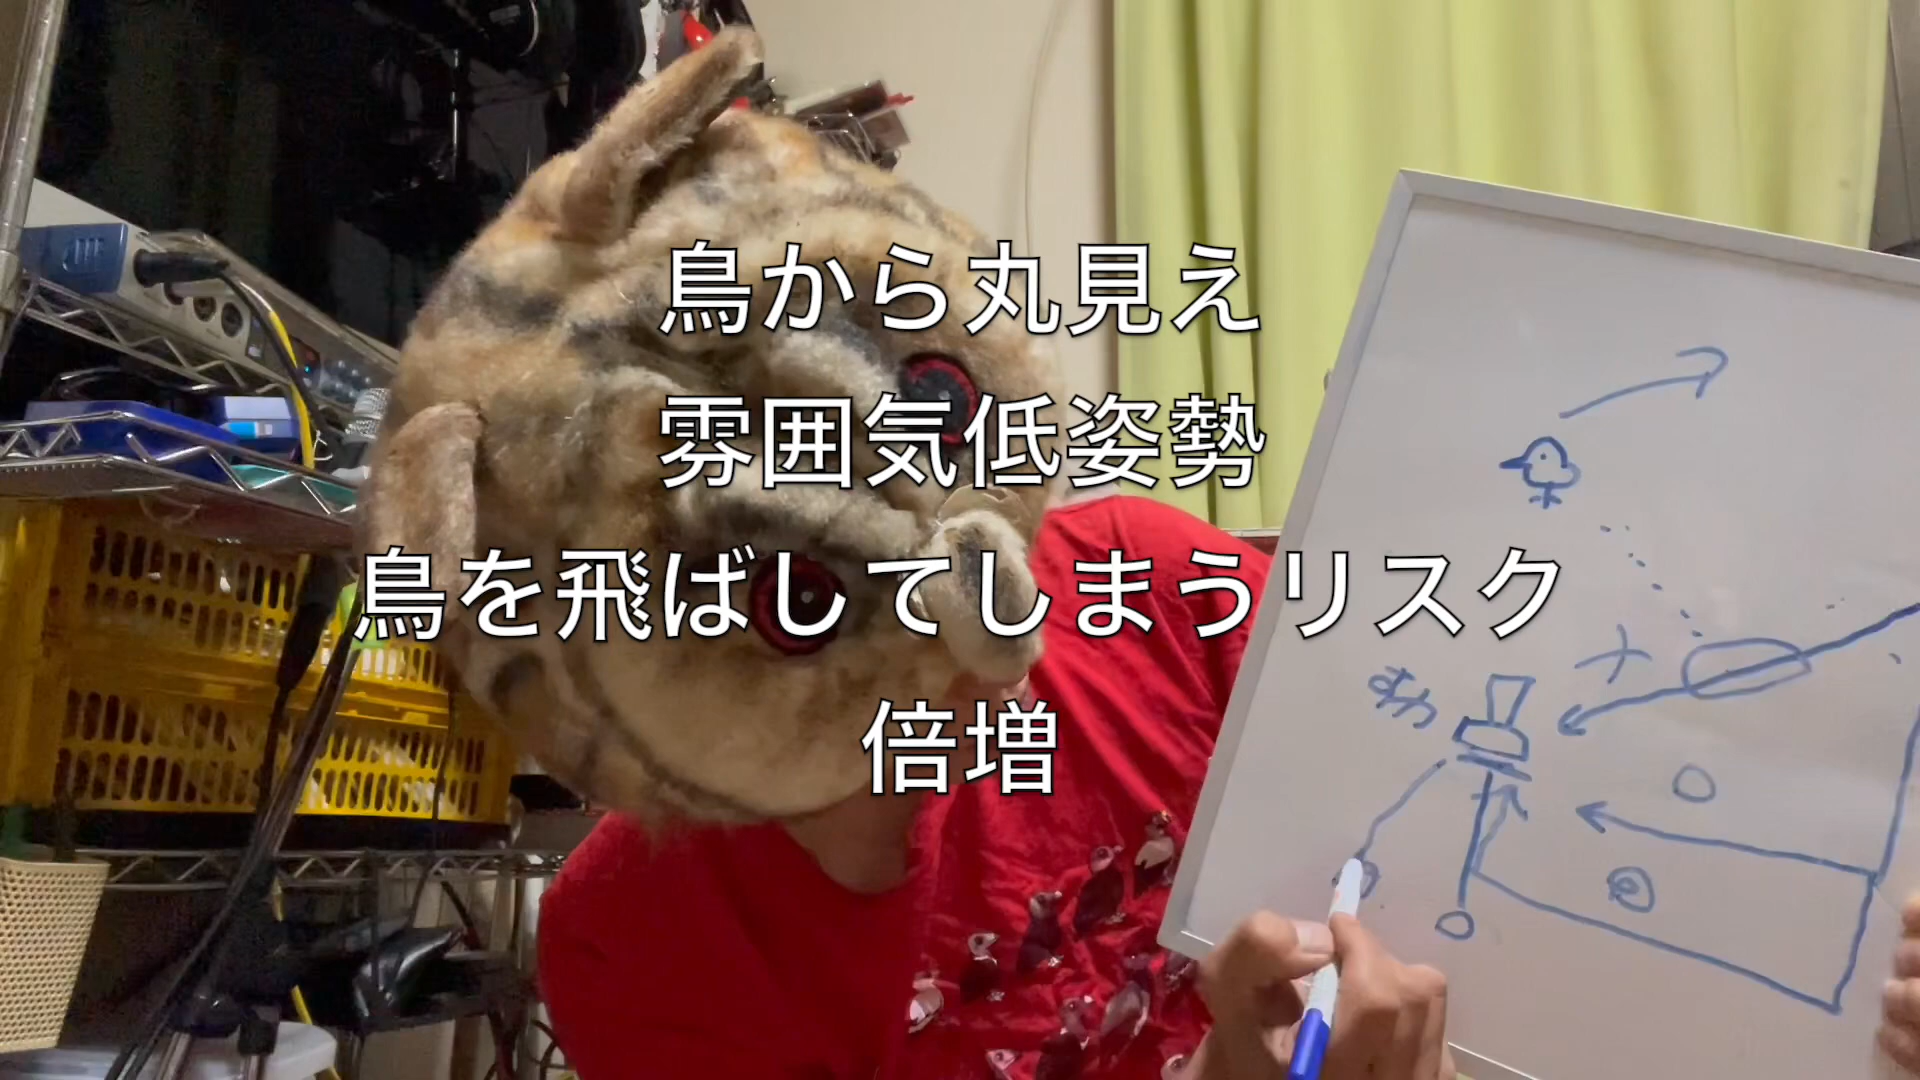 鳥から丸見え
雰囲気低姿勢
鳥を飛ばしてしまうリスク
倍増